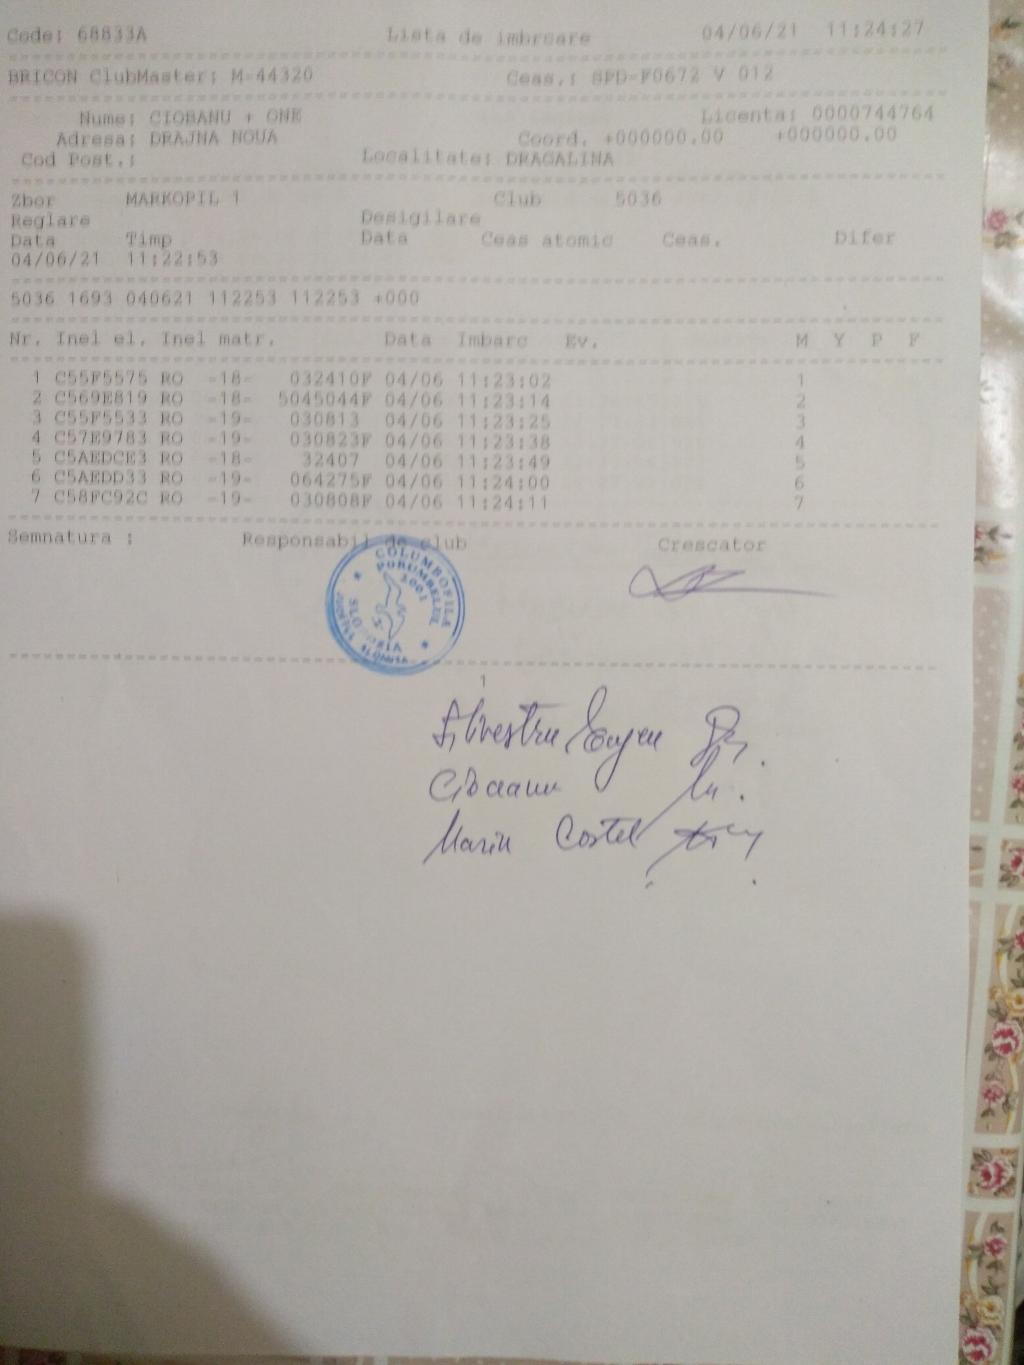 Code: 68833A Lista de imbrcare 04/06/21 11:24:27
BRICON ClubMaster: M-44320 Ceas.: SPD-F0672 V 012
Nume: CIOBANU + ONE Licenta: 0000744764
Adresa: DRAJNA NOUA Coord. +000000.00 +000000.00
Cod Post.: Localitate: DRAGALINA
Zbor MARKOPIL 1 Club 5036
Reglare Desigilare
Data Timp Data Ceas atomic Ceas. Difer
04/06/21 11:22:53
5036 1693 040621 112253 112253 +000
Nr. Inel el. Inel matr. Data Imbarc Ev. M Y P F
1 C55F5575 RO -18- 032410F 04/06 11:23:02 1
2 C569E819 RO -18- 5045044F 04/06 11:23:14 2
3 C55F5533 RO -19- 030813 04/06 11:23:25 3
4 C57E9783 RO -19- 030823F 04/06 11:23:38 4
5 C5AEDCE3 RO -18- 32407 04/06 11:23:49 5
6 C5AEDD33 RO -19- 064275F 04/06 11:24:00 6
7 C58FC92C RO -19- 030808F 04/06 11:24:11 7
Semnatura : Responsabil de club Crescator
COLUMBOFILA
PORUMBELUL
2001
SLOBOZIA
JUDETUL IALOMITA
1
Silvestru Eugen
Marin Costel